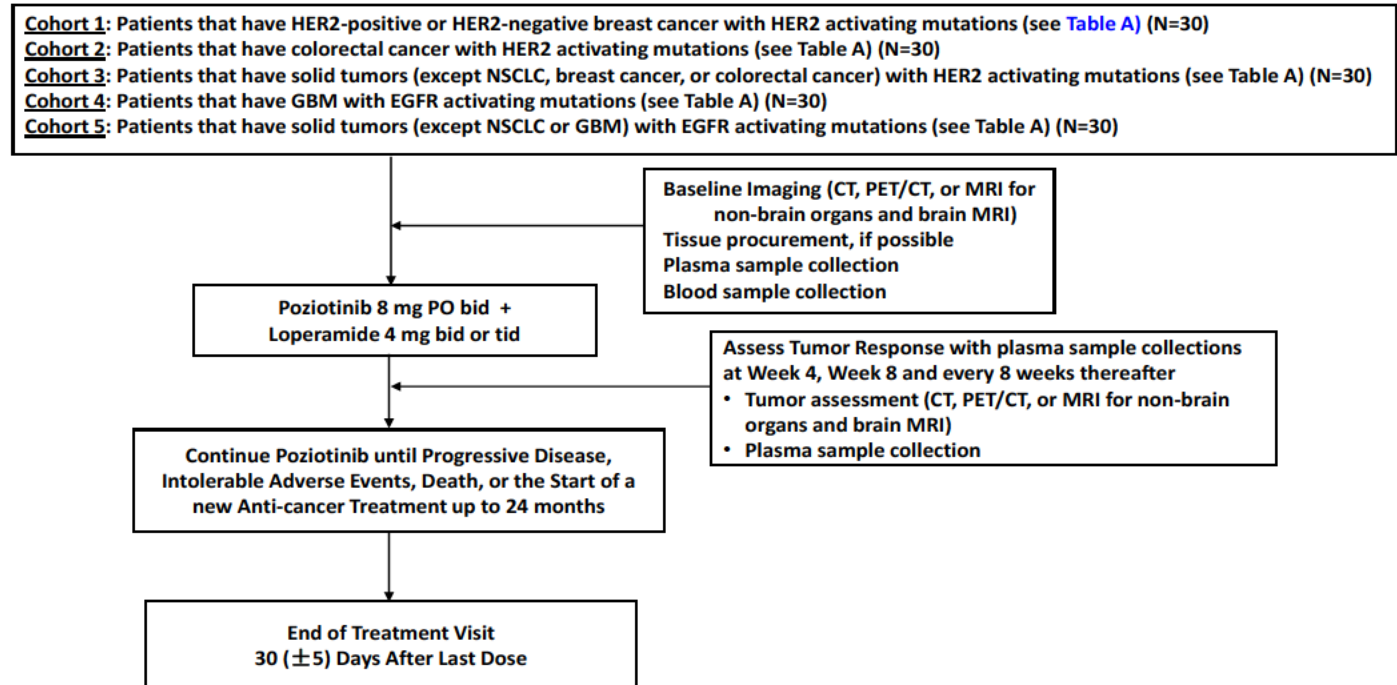 Cohort 1: Patients that have HER2-positive or HER2-negative breast cancer with HER2 activating mutations (see Table A) (N=30)
Cohort 2: Patients that have colorectal cancer with HER2 activating mutations (see Table A) (N=30)
Cohort 3: Patients that have solid tumors (except NSCLC, breast cancer, or colorectal cancer) with HER2 activating mutations (see Table A) (N=30)
Cohort 4: Patients that have GBM with EGFR activating mutations (see Table A) (N=30)
Cohort 5: Patients that have solid tumors (except NSCLC or GBM) with EGFR activating mutations (see Table A) (N=30)
Baseline Imaging (CT, PET/CT, or MRI for
non-brain organs and brain MRI)
Tissue procurement, if possible
Plasma sample collection
Blood sample collection
Poziotinib 8 mg PO bid +
Loperamide 4 mg bid or tid
Assess Tumor Response with plasma sample collections
at Week 4, Week 8 and every 8 weeks thereafter
• Tumor assessment (CT, PET/CT, or MRI for non-brain
organs and brain MRI)
• Plasma sample collection
Continue Poziotinib until Progressive Disease,
Intolerable Adverse Events, Death, or the Start of a
new Anti-cancer Treatment up to 24 months
End of Treatment Visit
30 (±5) Days After Last Dose